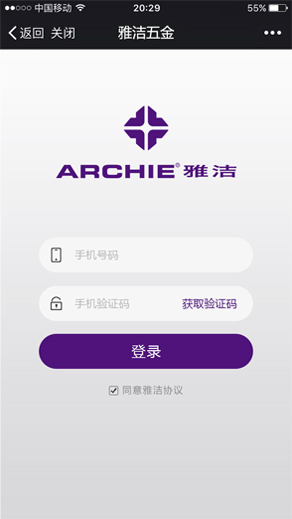 中国移动 20:29 55%
返回 关闭 雅洁五金
ARCHIE® 雅洁
手机号码
手机验证码 获取验证码
登录
同意雅洁协议